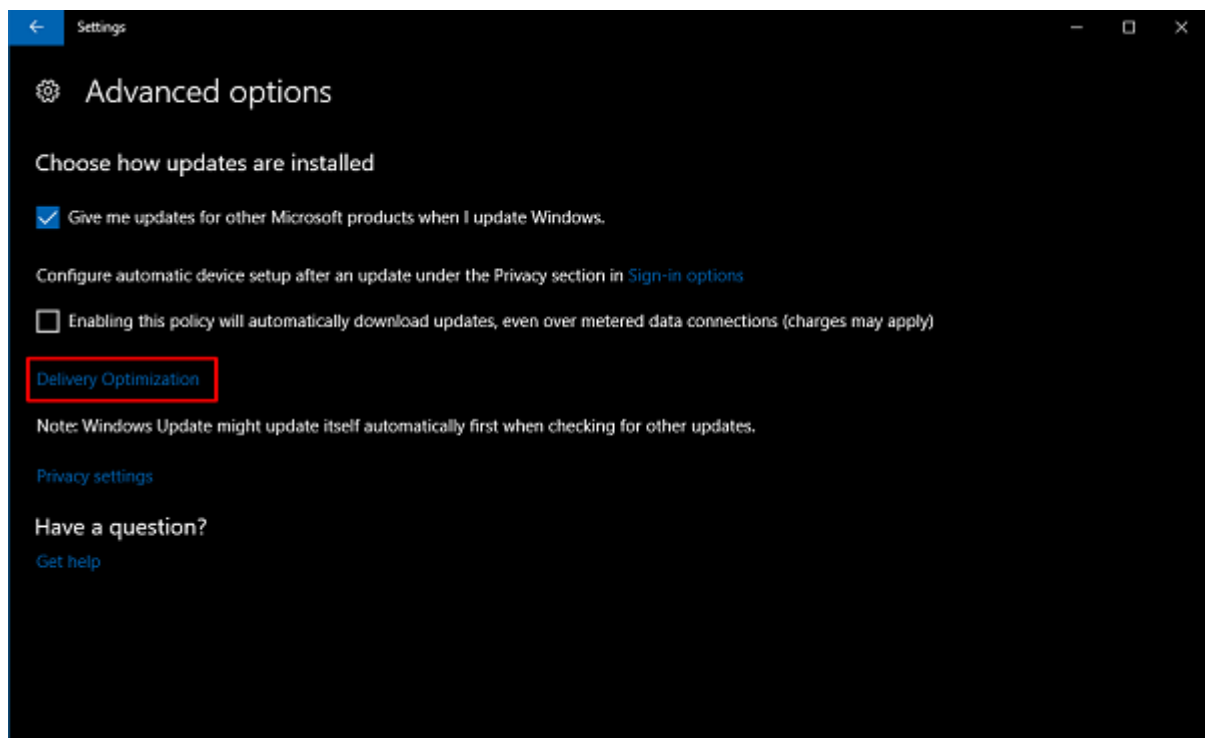 Settings
Advanced options
Choose how updates are installed
Give me updates for other Microsoft products when I update Windows.
Configure automatic device setup after an update under the Privacy section in Sign-in options
Enabling this policy will automatically download updates, even over metered data connections (charges may apply)
Delivery Optimization
Note: Windows Update might update itself automatically first when checking for other updates.
Privacy settings
Have a question?
Get help